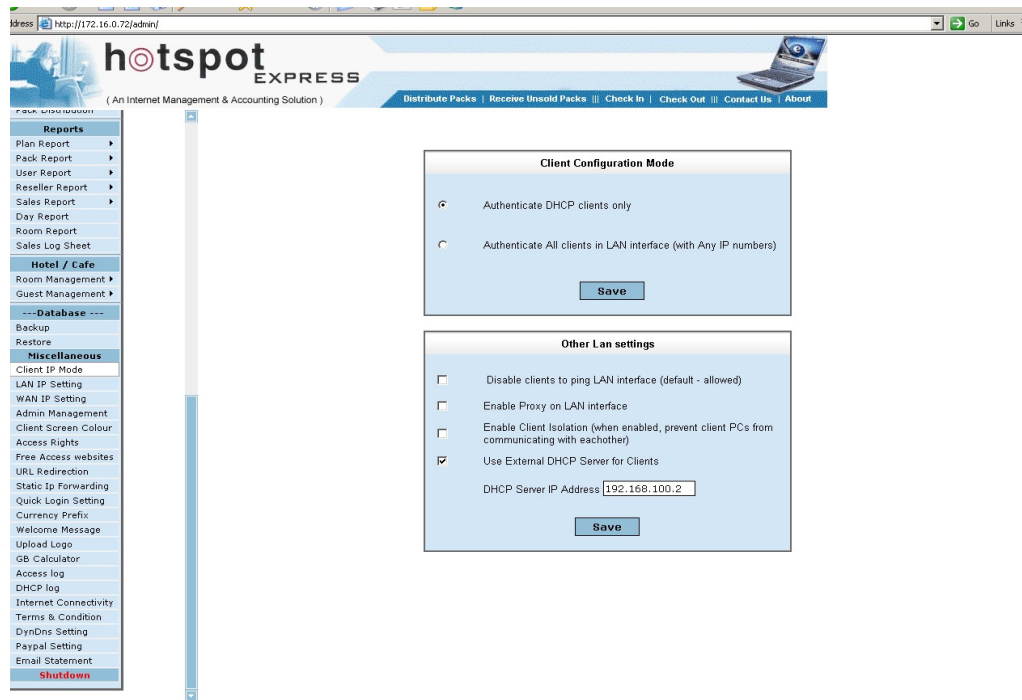 Address http://172.16.0.72/admin/ Go Links
hotspot
EXPRESS
( An Internet Management & Accounting Solution )
Distribute Packs | Receive Unsold Packs ||| Check In | Check Out ||| Contact Us | About
Pack Distribution
Reports
Plan Report
Pack Report
User Report
Reseller Report
Sales Report
Day Report
Room Report
Sales Log Sheet
Hotel / Cafe
Room Management
Guest Management
---Database ---
Backup
Restore
Miscellaneous
Client IP Mode
LAN IP Setting
WAN IP Setting
Admin Management
Client Screen Colour
Access Rights
Free Access websites
URL Redirection
Static Ip Forwarding
Quick Login Setting
Currency Prefix
Welcome Message
Upload Logo
GB Calculator
Access log
DHCP log
Internet Connectivity
Terms & Condition
DynDns Setting
Paypal Setting
Email Statement
Shutdown
Client Configuration Mode
Authenticate DHCP clients only
Authenticate All clients in LAN interface (with Any IP numbers)
Save
Other Lan settings
Disable clients to ping LAN interface (default - allowed)
Enable Proxy on LAN interface
Enable Client Isolation (when enabled, prevent client PCs from
communicating with eachother)
Use External DHCP Server for Clients
DHCP Server IP Address 192.168.100.2
Save